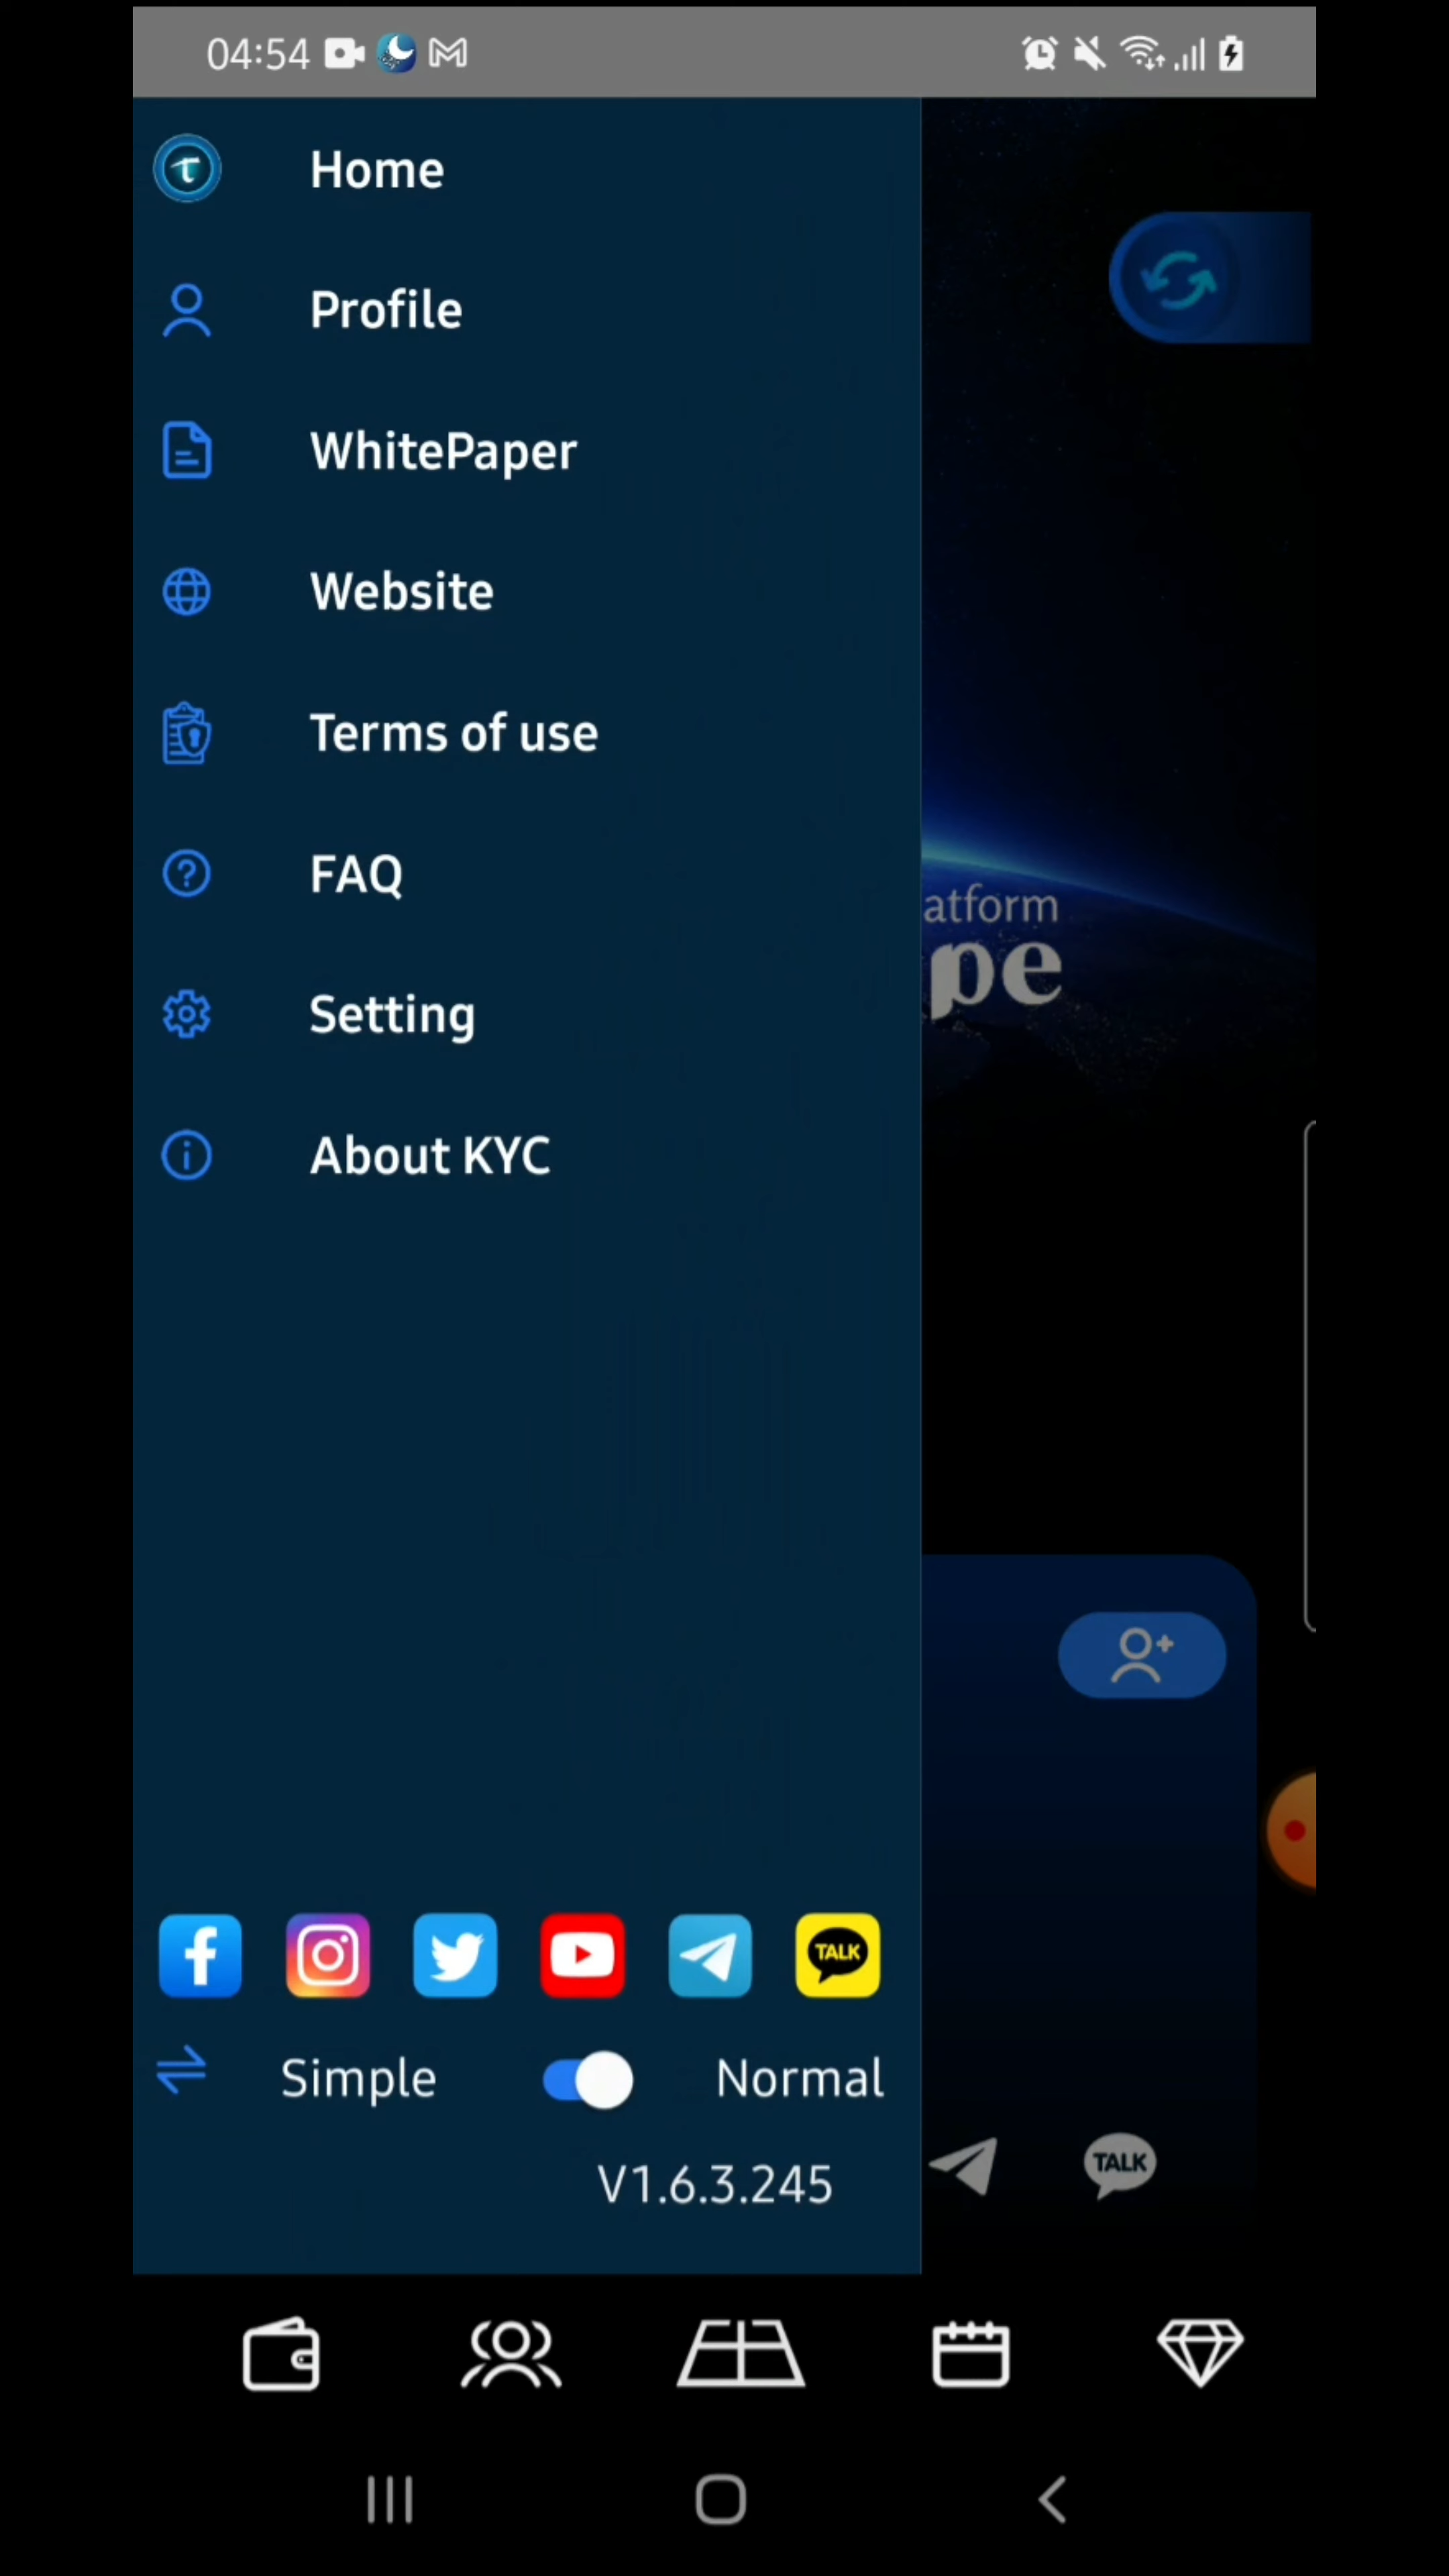 04:54
Home
Profile
WhitePaper
Website
Terms of use
FAQ
Setting
About KYC
atform
pe
TALK
Simple
Normal
V1.6.3.245
TALK